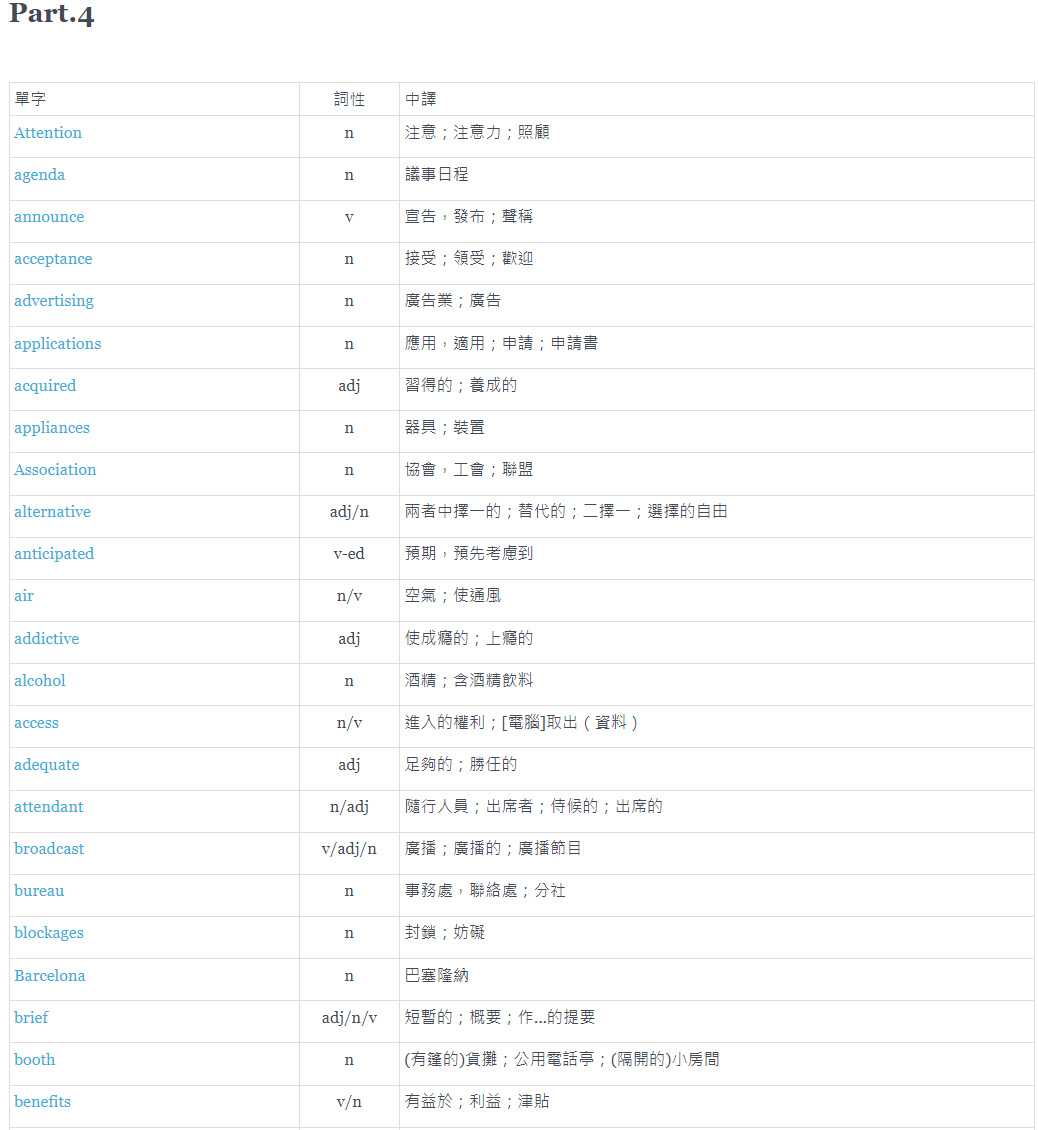 Part.4
單字 詞性 中譯
Attention n 注意；注意力；照顧
agenda n 議事日程
announce v 宣告，發布；聲稱
acceptance n 接受；領受；歡迎
advertising n 廣告業；廣告
applications n 應用，適用；申請；申請書
acquired adj 習得的；養成的
appliances n 器具；裝置
Association n 協會，工會；聯盟
alternative adj/n 兩者中擇一的；替代的；二擇一；選擇的自由
anticipated v-ed 預期，預先考慮到
air n/v 空氣；使通風
addictive adj 使成癮的；上癮的
alcohol n 酒精；含酒精飲料
access n/v 進入的權利；[電腦]取出（資料）
adequate adj 足夠的；勝任的
attendant n/adj 隨行人員；出席者；侍候的；出席的
broadcast v/adj/n 廣播；廣播的；廣播節目
bureau n 事務處，聯絡處；分社
blockages n 封鎖；妨礙
Barcelona n 巴塞隆納
brief adj/n/v 短暫的；概要；作...的提要
booth n (有篷的)貨攤；公用電話亭；(隔開的)小房間
benefits v/n 有益於；利益；津貼